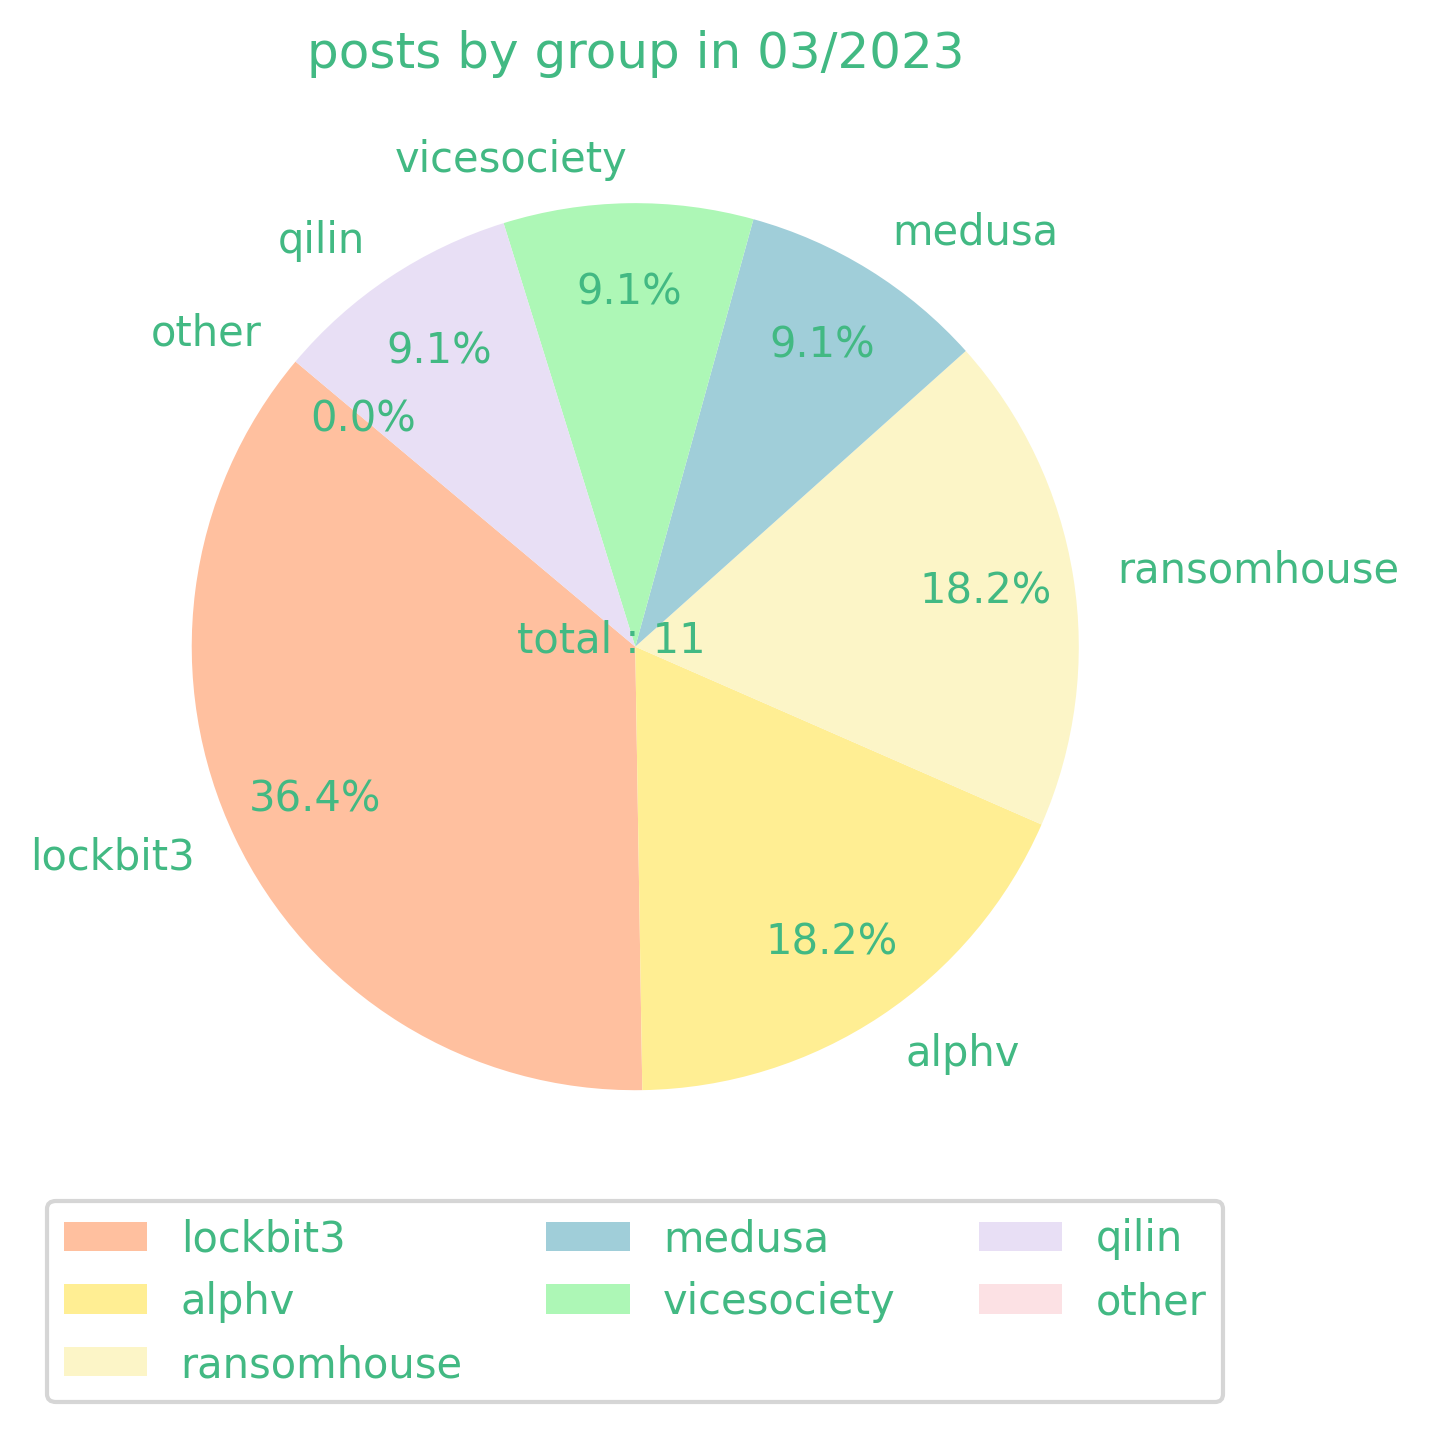 posts by group in 03/2023
vicesociety
medusa
qilin
other
9.1%
9.1%
9.1%
0.0%
ransomhouse
18.2%
total : 11
36.4%
lockbit3
18.2%
alphv
lockbit3
alphv
ransomhouse
medusa
vicesociety
qilin
other